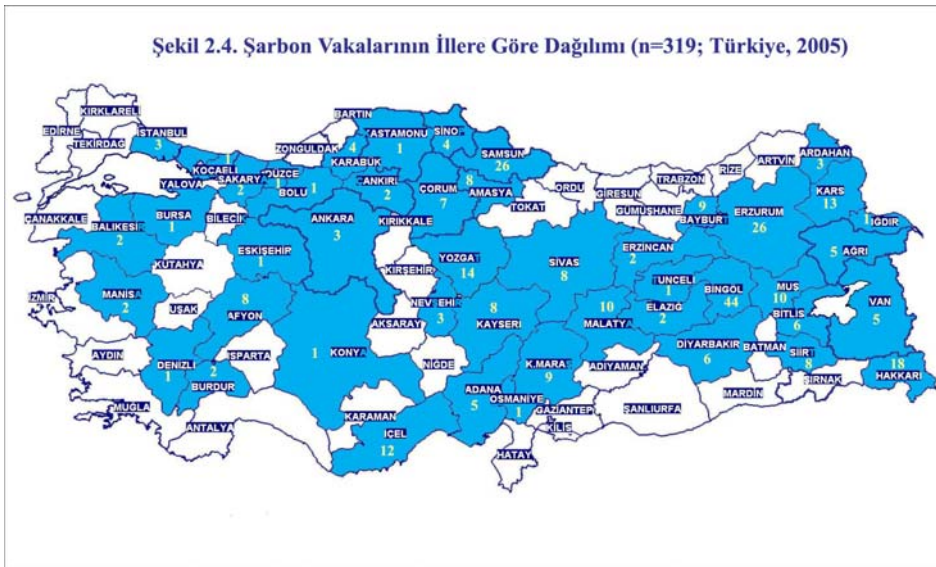 Şekil 2.4. Şarbon Vakalarının İllere Göre Dağılımı (n=319; Türkiye, 2005)
KIRKLARELİ
EDİRNE
TEKİRDAG
İSTANBUL
3
KOCAELİ
1
SAKARY
2
DÜZCE
1
YALOVA
BOLU
1
ZONGULDAK
BARTIN
KARABÜK
4
KASTAMONU
1
SİNOP
4
SAMSUN
26
ÇANKIRI
2
ÇORUM
7
AMASYA
8
TOKAT
ORDU
GİRESUN
TRABZON
RİZE
ARTVİN
ARDAHAN
3
KARS
13
IĞDIR
1
GÜMÜŞHANE
BAYBURT
9
ERZURUM
26
AĞRI
5
ÇANAKKALE
BALIKESİR
2
BURSA
1
BİLECİK
ESKİŞEHİR
1
ANKARA
3
KIRIKKALE
KIRŞEHİR
YOZGAT
14
SİVAS
8
ERZİNCAN
2
TUNCELİ
1
BİNGÖL
44
MUŞ
10
BİTLİS
6
VAN
5
KÜTAHYA
MANİSA
2
İZMİR
UŞAK
AFYON
8
AKSARAY
NEVŞEHİR
3
KAYSERİ
8
MALATYA
10
ELAZIĞ
2
DİYARBAKIR
6
BATMAN
SİİRT
8
ŞIRNAK
HAKKARİ
18
AYDIN
DENİZLİ
1
BURDUR
2
ISPARTA
KONYA
1
NİĞDE
ADANA
5
K.MARAŞ
9
OSMANİYE
1
ADIYAMAN
GAZİANTEP
KİLİS
ŞANLIURFA
MARDİN
MUĞLA
ANTALYA
KARAMAN
IÇEL
12
HATAY